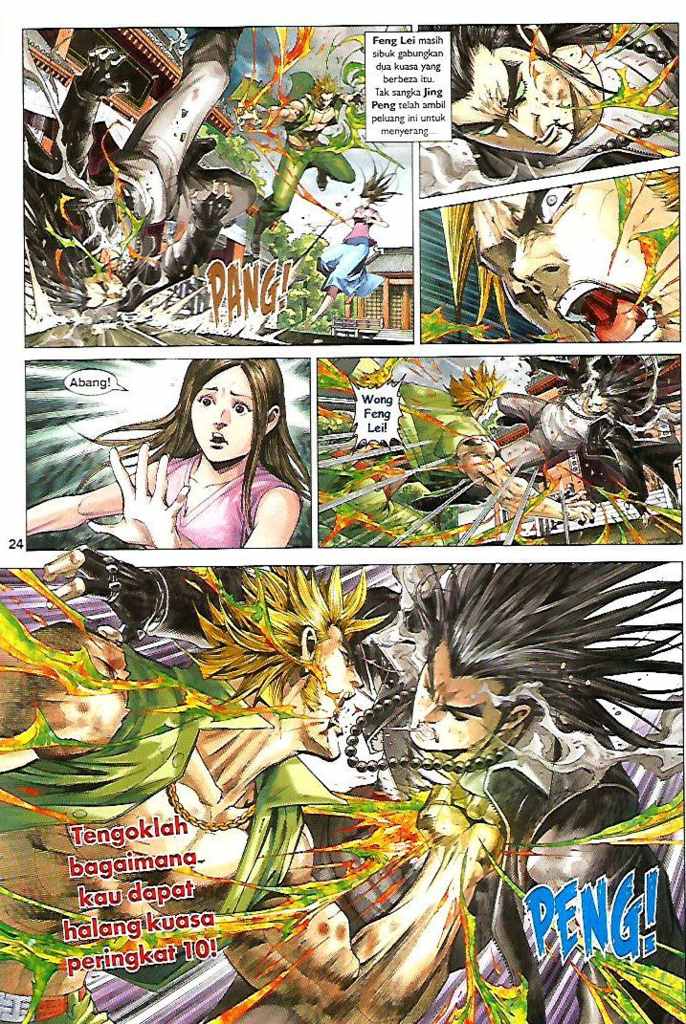 PANG!
Feng Lei masih
sibuk gabungkan
dua kuasa yang
berbeza itu.
Tak sangka Jing
Peng telah ambil
peluang ini untuk
menyerang...
PANG!
Abang!
Wong
Feng
Lei!
24
Tengoklah
bagaimana
kau dapat
halang kuasa
peringkat 10!
PENG!